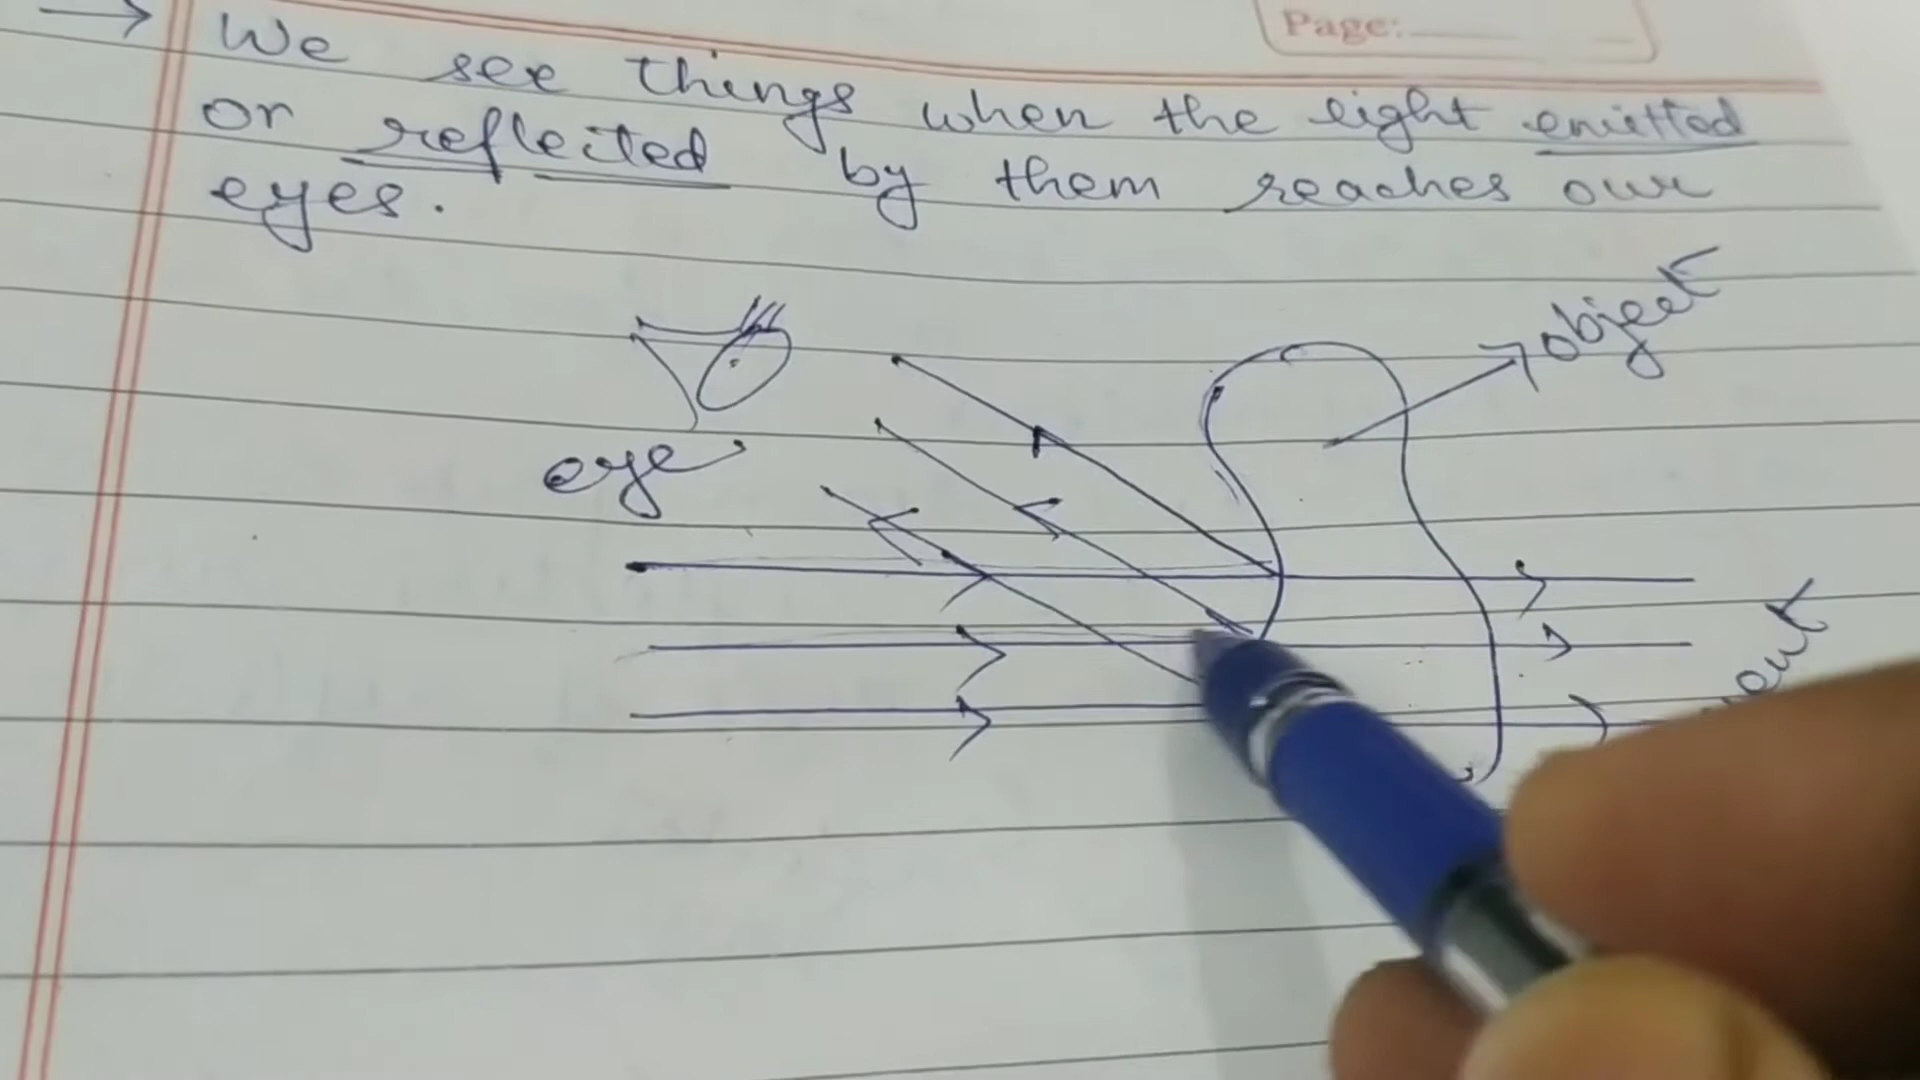 Page:
→ We see things when the light emitted
or reflected by them reaches our
eyes.
object
eye